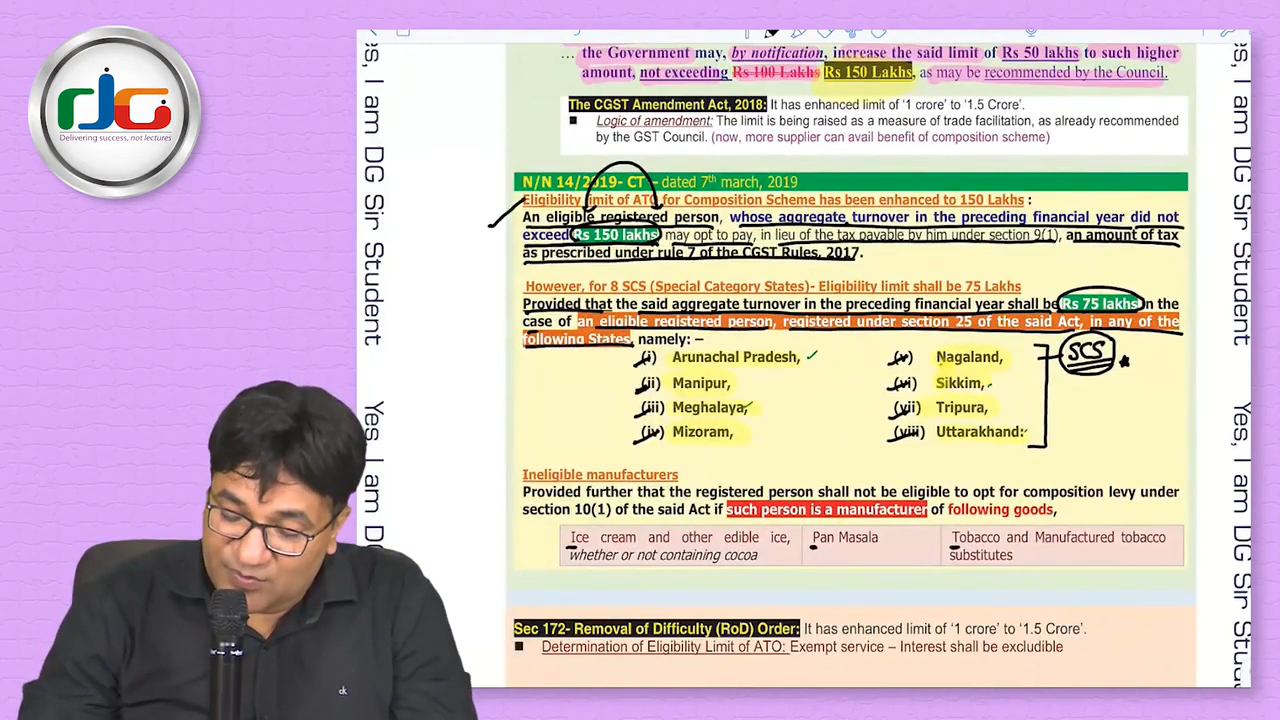 DG
Delivering success, not lectures
Yes, I am DG Sir Student
Yes, I am DG Sir Student
… the Government may, by notification, increase the said limit of Rs 50 lakhs to such higher
amount, not exceeding Rs 100 Lakhs Rs 150 Lakhs, as may be recommended by the Council.
The CGST Amendment Act, 2018: It has enhanced limit of ‘1 crore’ to ‘1.5 Crore’.
■ Logic of amendment: The limit is being raised as a measure of trade facilitation, as already recommended
by the GST Council. (now, more supplier can avail benefit of composition scheme)
N/N 14/2019- CT – dated 7th march, 2019
Eligibility limit of ATO for Composition Scheme has been enhanced to 150 Lakhs :
An eligible registered person, whose aggregate turnover in the preceding financial year did not
exceed Rs 150 lakhs may opt to pay, in lieu of the tax payable by him under section 9(1), an amount of tax
as prescribed under rule 7 of the CGST Rules, 2017.
However, for 8 SCS (Special Category States)- Eligibility limit shall be 75 Lakhs
Provided that the said aggregate turnover in the preceding financial year shall be Rs 75 lakhs in the
case of an eligible registered person, registered under section 25 of the said Act, in any of the
following States, namely: –
(i) Arunachal Pradesh, (v) Nagaland,
SCS
(ii) Manipur, (vi) Sikkim,
(iii) Meghalaya, (vii) Tripura,
(iv) Mizoram, (viii) Uttarakhand:
Ineligible manufacturers
Provided further that the registered person shall not be eligible to opt for composition levy under
section 10(1) of the said Act if such person is a manufacturer of following goods,
Ice cream and other edible ice, Pan Masala Tobacco and Manufactured tobacco
whether or not containing cocoa substitutes
Sec 172- Removal of Difficulty (RoD) Order: It has enhanced limit of ‘1 crore’ to ‘1.5 Crore’.
■ Determination of Eligibility Limit of ATO: Exempt service – Interest shall be excludible
dk